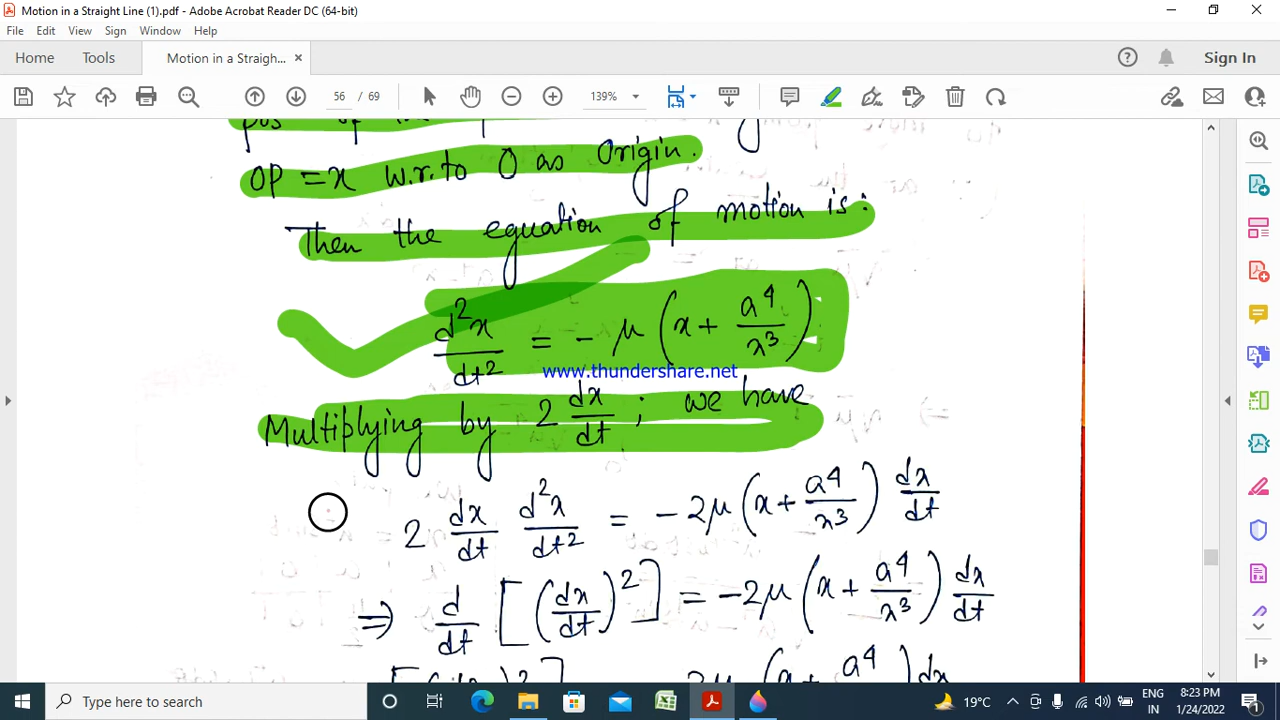 Motion in a Straight Line (1).pdf - Adobe Acrobat Reader DC (64-bit)
File Edit View Sign Window Help
Home Tools Motion in a Straigh... × Sign In
56 / 69 139%
OP = x w.r.to O as Origin.
Then the equation of motion is:
d²x/dt² = - μ (x + a⁴/x³)
www.thundershare.net
Multiplying by 2 dx/dt ; we have
2 dx/dt d²x/dt² = - 2μ (x + a⁴/x³) dx/dt
⇒ d/dt [(dx/dt)²] = -2μ (x + a⁴/x³) dx/dt
Type here to search
19°C ENG IN 8:23 PM 1/24/2022